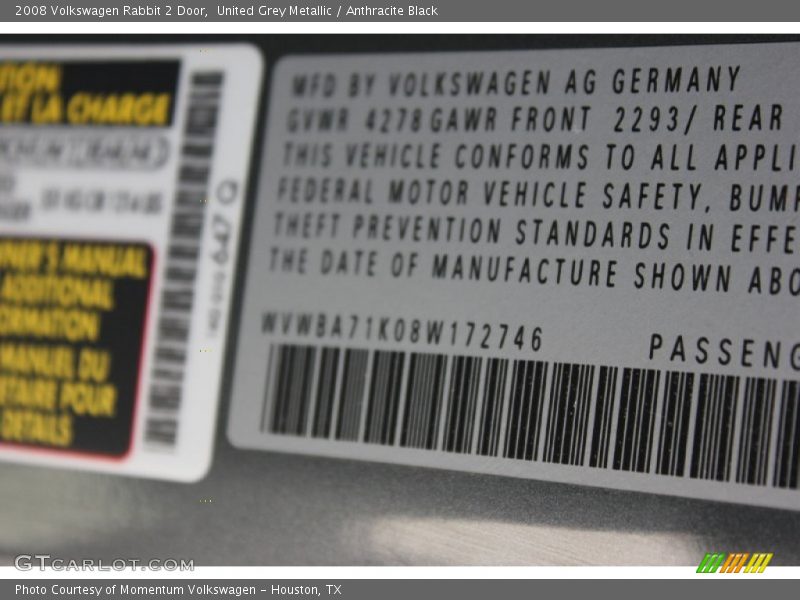 2008 Volkswagen Rabbit 2 Door,  United Grey Metallic / Anthracite Black
TION
ET LA CHARGE
OWNER'S MANUAL
ADDITIONAL
INFORMATION
MANUEL DU
POUR
DETAILS
647 Q
MFD BY VOLKSWAGEN AG GERMANY
GVWR 4278 GAWR FRONT 2293/ REAR
THIS VEHICLE CONFORMS TO ALL APPLI
FEDERAL MOTOR VEHICLE SAFETY, BUMP
THEFT PREVENTION STANDARDS IN EFFE
THE DATE OF MANUFACTURE SHOWN ABO
WVWBA71K08W172746
PASSENG
GTCARLOT.COM
Photo Courtesy of Momentum Volkswagen - Houston, TX